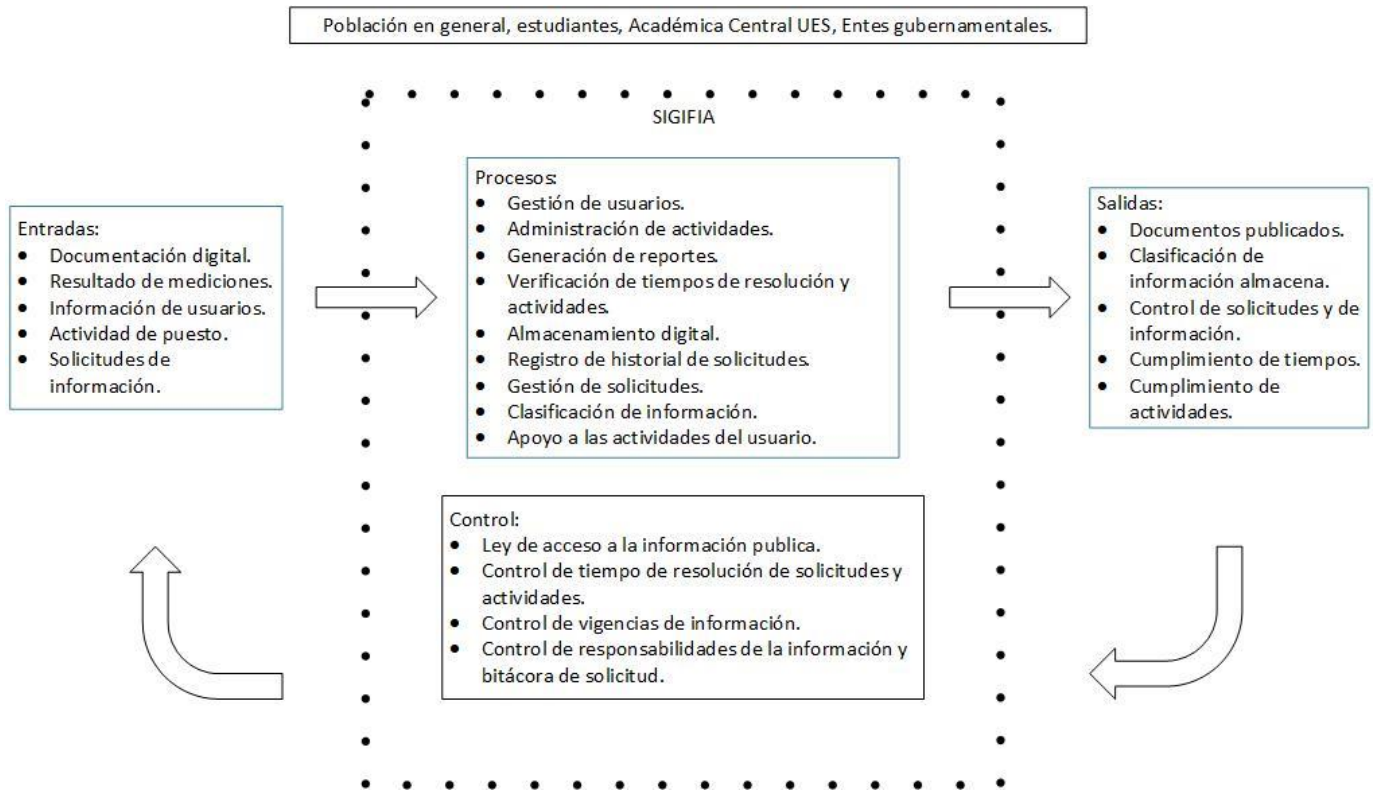 Población en general, estudiantes, Académica Central UES, Entes gubernamentales.
SIGIFIA
Entradas:
• Documentación digital.
• Resultado de mediciones.
• Información de usuarios.
• Actividad de puesto.
• Solicitudes de
información.
Procesos:
• Gestión de usuarios.
• Administración de actividades.
• Generación de reportes.
• Verificación de tiempos de resolución y
actividades.
• Almacenamiento digital.
• Registro de historial de solicitudes.
• Gestión de solicitudes.
• Clasificación de información.
• Apoyo a las actividades del usuario.
Salidas:
• Documentos publicados.
• Clasificación de
información almacena.
• Control de solicitudes y de
información.
• Cumplimiento de tiempos.
• Cumplimiento de
actividades.
Control:
• Ley de acceso a la información publica.
• Control de tiempo de resolución de solicitudes y
actividades.
• Control de vigencias de información.
• Control de responsabilidades de la información y
bitácora de solicitud.